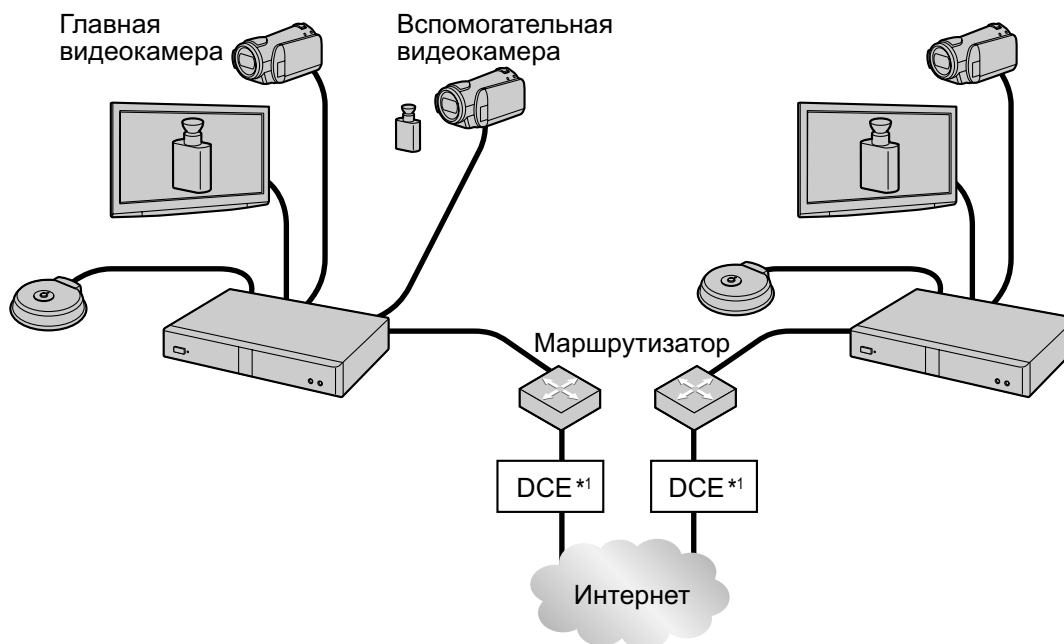 Главная
видеокамера
Вспомогательная
видеокамера
Маршрутизатор
DCE *1
DCE *1
Интернет